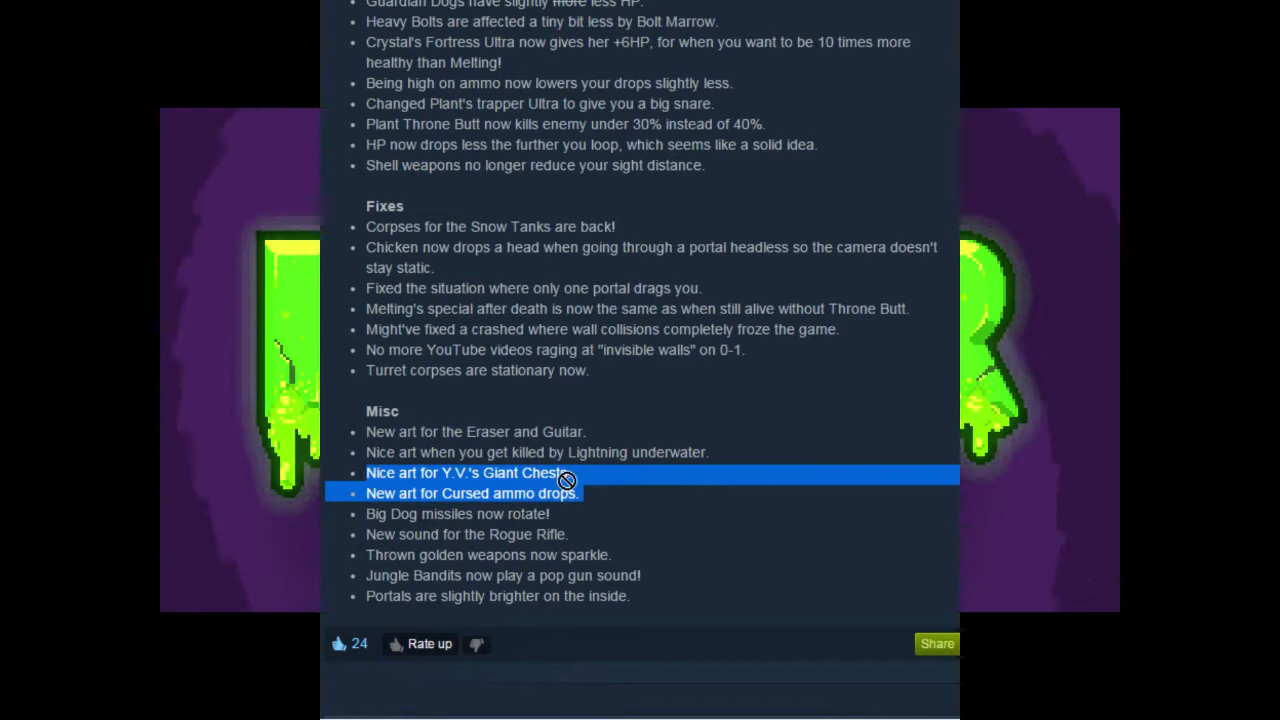 Guardian Dogs have slightly more less HP.
Heavy Bolts are affected a tiny bit less by Bolt Marrow.
Crystal's Fortress Ultra now gives her +6HP, for when you want to be 10 times more
healthy than Melting!
Being high on ammo now lowers your drops slightly less.
Changed Plant's trapper Ultra to give you a big snare.
Plant Throne Butt now kills enemy under 30% instead of 40%.
HP now drops less the further you loop, which seems like a solid idea.
Shell weapons no longer reduce your sight distance.
Fixes
Corpses for the Snow Tanks are back!
Chicken now drops a head when going through a portal headless so the camera doesn't
stay static.
Fixed the situation where only one portal drags you.
Melting's special after death is now the same as when still alive without Throne Butt.
Might've fixed a crashed where wall collisions completely froze the game.
No more YouTube videos raging at "invisible walls" on 0-1.
Turret corpses are stationary now.
Misc
New art for the Eraser and Guitar.
Nice art when you get killed by Lightning underwater.
Nice art for Y.V.'s Giant Chests.
New art for Cursed ammo drops.
Big Dog missiles now rotate!
New sound for the Rogue Rifle.
Thrown golden weapons now sparkle.
Jungle Bandits now play a pop gun sound!
Portals are slightly brighter on the inside.
24 Rate up Share